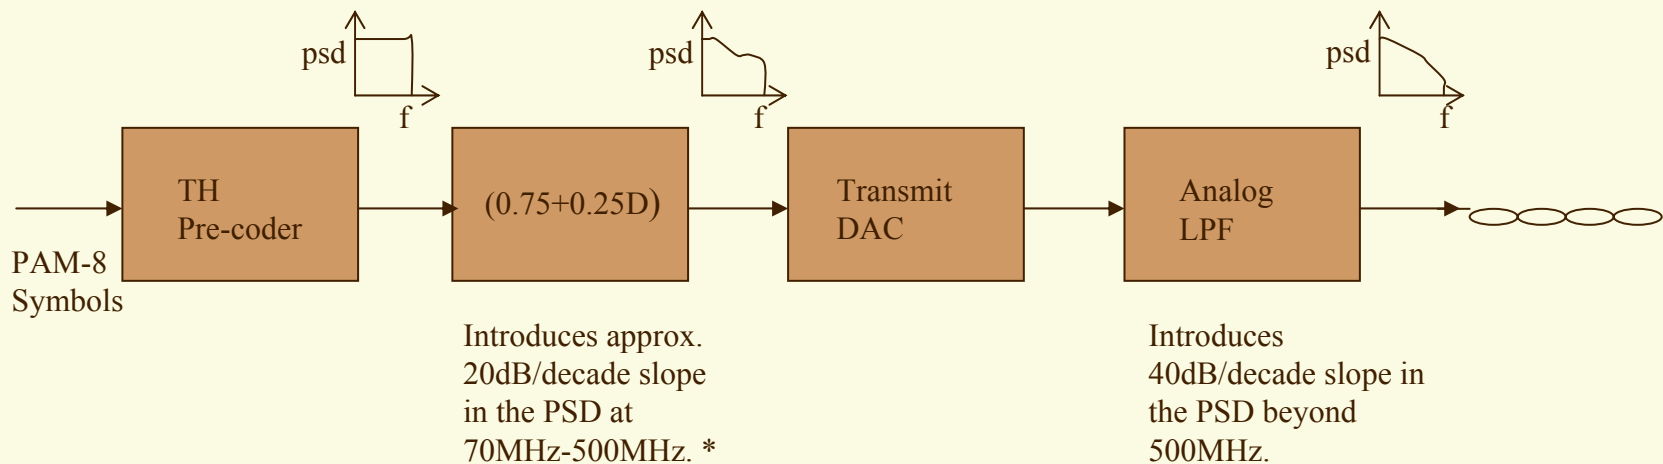 psd
f
psd
f
psd
f
TH
Pre-coder
(0.75+0.25D)
Transmit
DAC
Analog
LPF
PAM-8
Symbols
Introduces approx.
20dB/decade slope
in the PSD at
70MHz-500MHz. *
Introduces
40dB/decade slope in
the PSD beyond
500MHz.